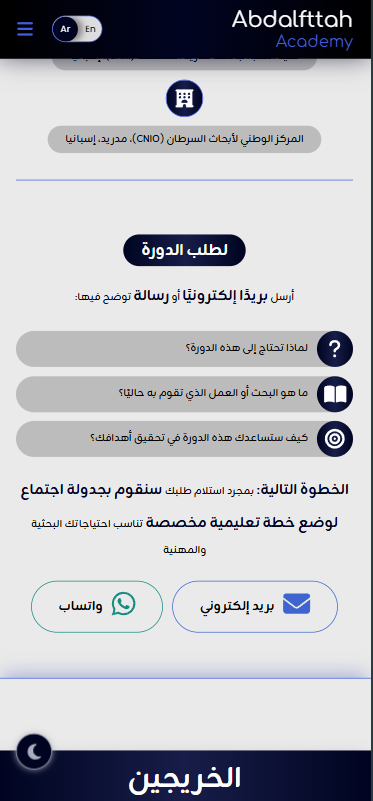 Abdalfttah
Academy
Ar En
المركز الوطني لأبحاث السرطان (CNIO)، مدريد، إسبانيا
لطلب الدورة
أرسل بريدًا إلكترونيًا أو رسالة توضح فيها:
لماذا تحتاج إلى هذه الدورة؟
ما هو البحث أو العمل الذي تقوم به حاليًا؟
كيف ستساعدك هذه الدورة في تحقيق أهدافك؟
الخطوة التالية: بمجرد استلام طلبك سنقوم بجدولة اجتماع
لوضع خطة تعليمية مخصصة تناسب احتياجاتك البحثية
والمهنية
بريد إلكتروني
واتساب
الخريجين